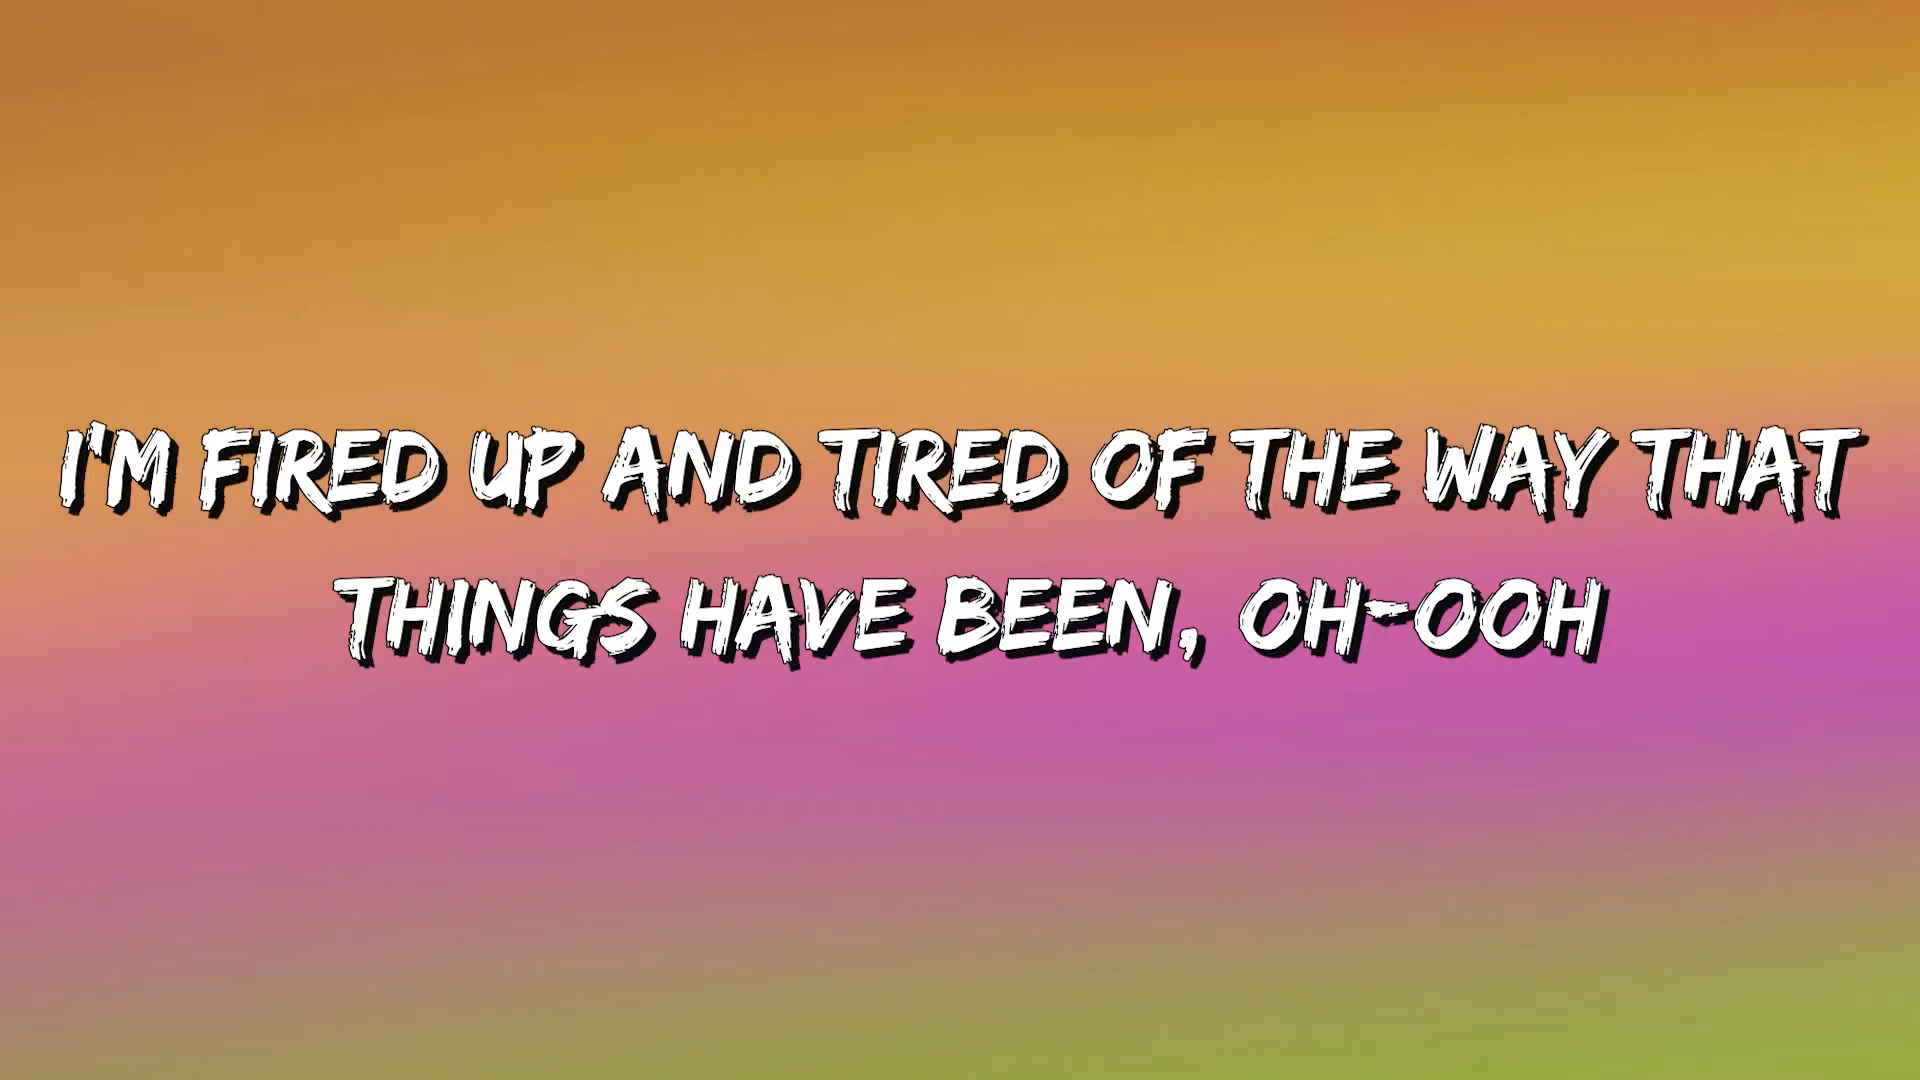 I'M FIRED UP AND TIRED OF THE WAY THAT
THINGS HAVE BEEN, OH-OOH